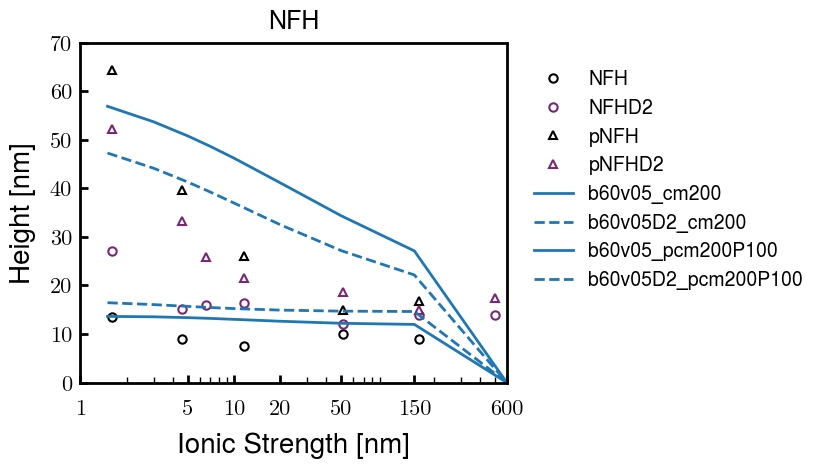 NFH
Height [nm]
70
60
50
40
30
20
10
0
1 5 10 20 50 150 600
Ionic Strength [nm]
NFH
NFHD2
pNFH
pNFHD2
b60v05_cm200
b60v05D2_cm200
b60v05_pcm200P100
b60v05D2_pcm200P100